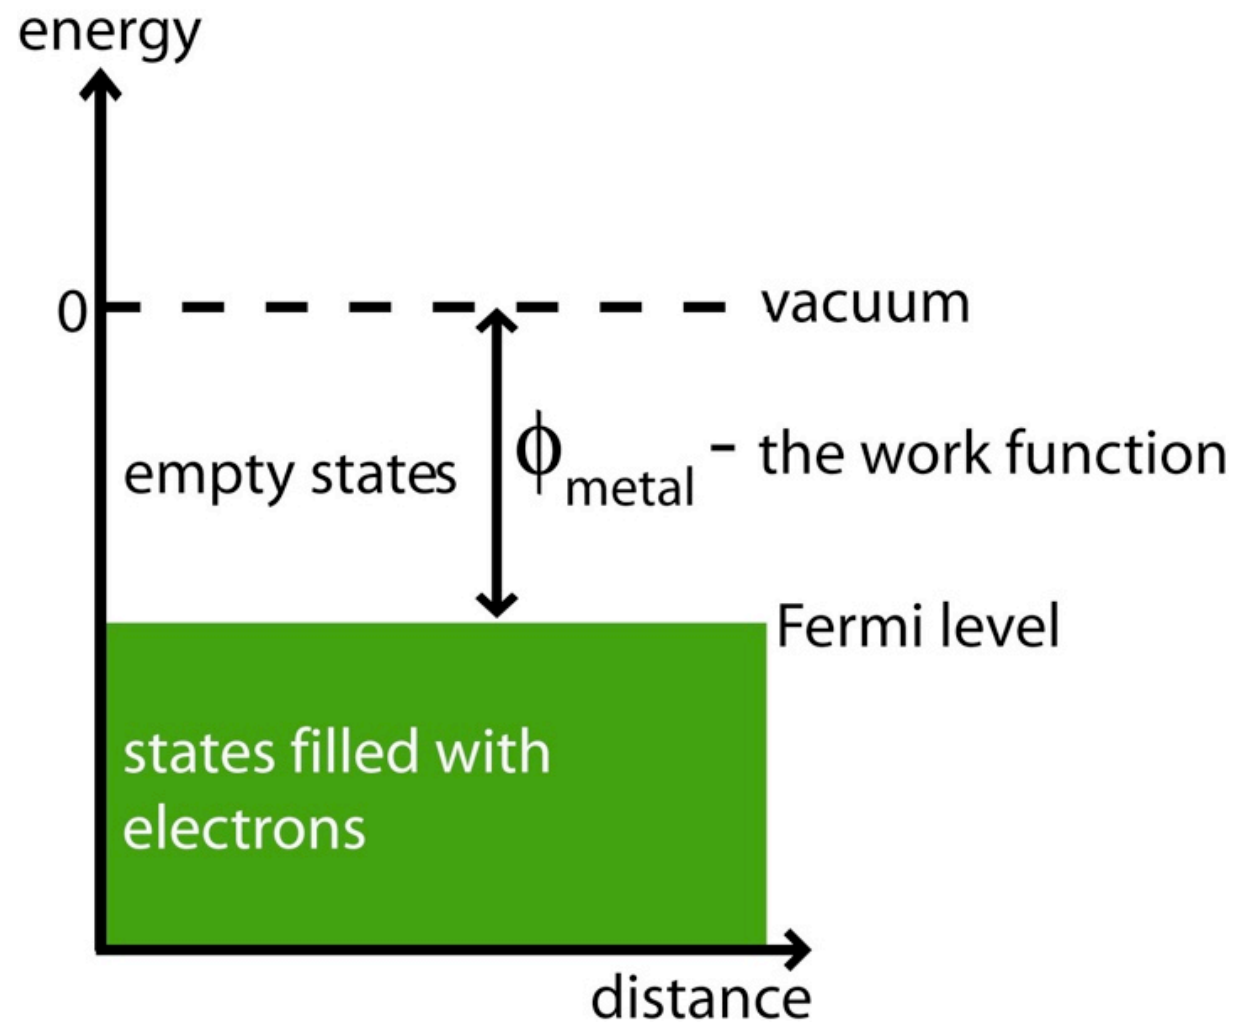 energy
0
vacuum
empty states
ϕmetal - the work function
Fermi level
states filled with
electrons
distance